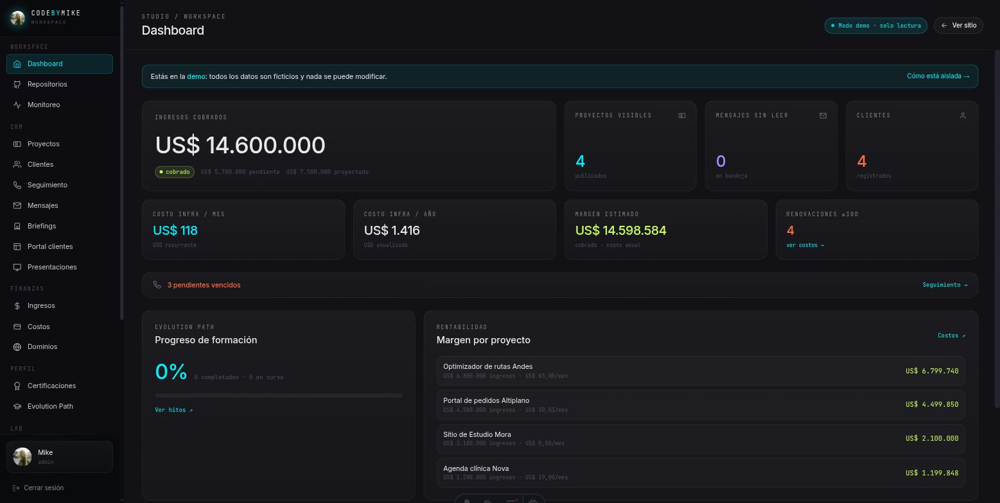 CODEBYMIKE
WORKSPACE
WORKSPACE
Dashboard
Repositorios
Monitoreo
CRM
Proyectos
Clientes
Seguimiento
Mensajes
Briefings
Portal clientes
Presentaciones
FINANZAS
Ingresos
Costos
Dominios
PERFIL
Certificaciones
Evolution Path
LAB
Mike
admin
Cerrar sesión
STUDIO / WORKSPACE
Dashboard
Modo demo · solo lectura
← Ver sitio
Estás en la demo: todos los datos son ficticios y nada se puede modificar.
Cómo está aislada →
INGRESOS COBRADOS
US$ 14.600.000
cobrado US$ 5.700.000 pendiente US$ 7.500.000 proyectado
PROYECTOS VISIBLES
4
publicados
MENSAJES SIN LEER
0
en bandeja
CLIENTES
4
registrados
COSTO INFRA / MES
US$ 118
USD recurrente
COSTO INFRA / AÑO
US$ 1.416
USD anualizado
MARGEN ESTIMADO
US$ 14.598.584
cobrado − costo anual
RENOVACIONES ≤30D
4
ver costos →
3 pendientes vencidos
Seguimiento →
EVOLUTION PATH
Progreso de formación
0% 0 completados · 0 en curso
Ver hitos ↗
RENTABILIDAD
Margen por proyecto
Costos ↗
Optimizador de rutas Andes
US$ 6.800.000 ingresos · US$ 65,00/mes
US$ 6.799.740
Portal de pedidos Altiplano
US$ 4.500.000 ingresos · US$ 30,03/mes
US$ 4.499.850
Sitio de Estudio Mora
US$ 2.100.000 ingresos · US$ 0,00/mes
US$ 2.100.000
Agenda clínica Nova
US$ 1.200.000 ingresos · US$ 19,00/mes
US$ 1.199.848